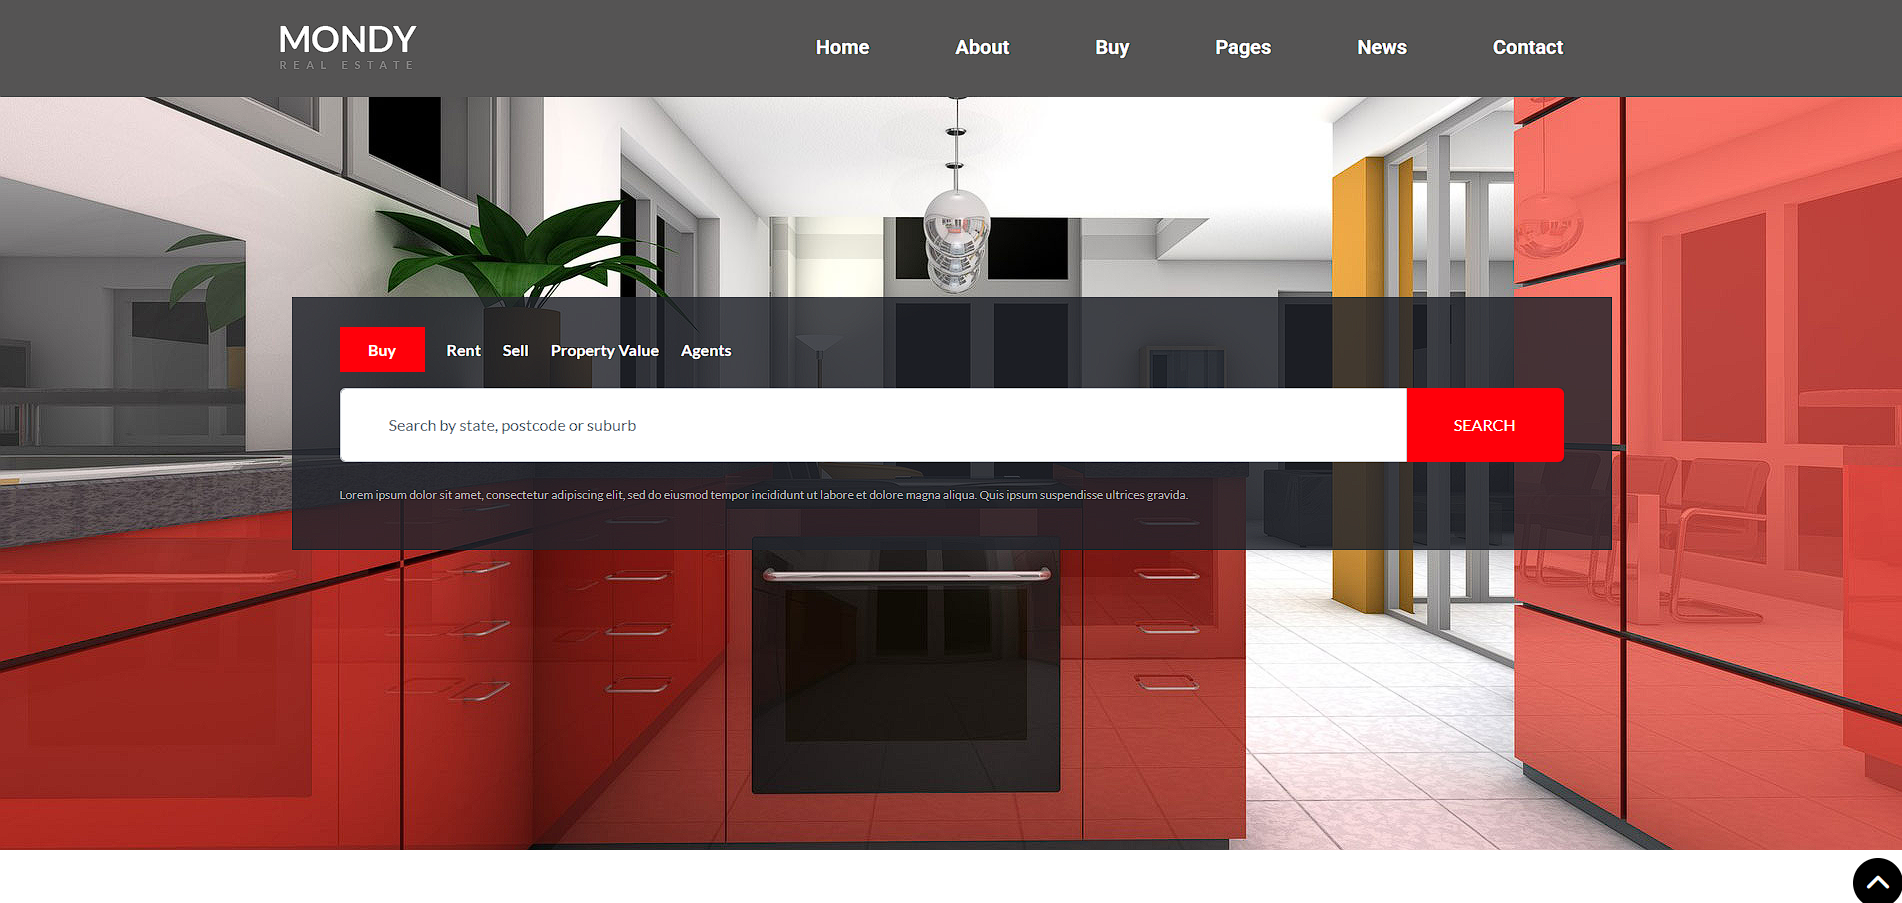 MONDY
REAL ESTATE
Home About Buy Pages News Contact
Buy Rent Sell Property Value Agents
Search by state, postcode or suburb
SEARCH
Lorem ipsum dolor sit amet, consectetur adipiscing elit, sed do eiusmod tempor incididunt ut labore et dolore magna aliqua. Quis ipsum suspendisse ultrices gravida.